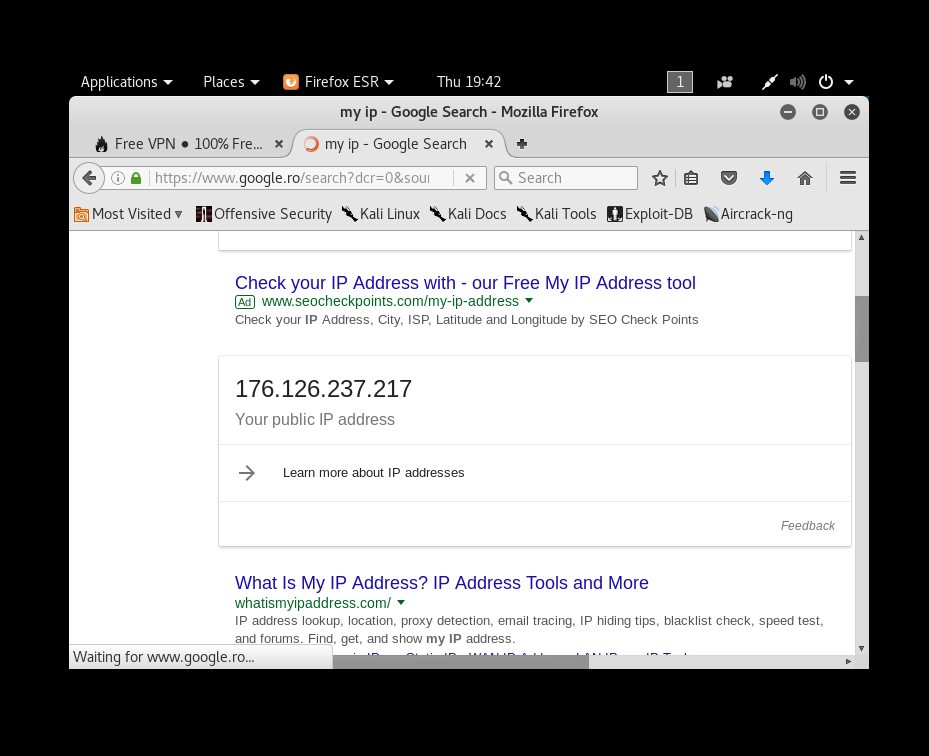 Applications Places Firefox ESR Thu 19:42 1
my ip - Google Search - Mozilla Firefox
Free VPN ● 100% Fre... my ip - Google Search
https://www.google.ro/search?dcr=0&sour Search
Most Visited Offensive Security Kali Linux Kali Docs Kali Tools Exploit-DB Aircrack-ng
Check your IP Address with - our Free My IP Address tool
Ad www.seocheckpoints.com/my-ip-address
Check your IP Address, City, ISP, Latitude and Longitude by SEO Check Points
176.126.237.217
Your public IP address
Learn more about IP addresses
Feedback
What Is My IP Address? IP Address Tools and More
whatismyipaddress.com/
IP address lookup, location, proxy detection, email tracing, IP hiding tips, blacklist check, speed test,
and forums. Find, get, and show my IP address.
Waiting for www.google.ro...